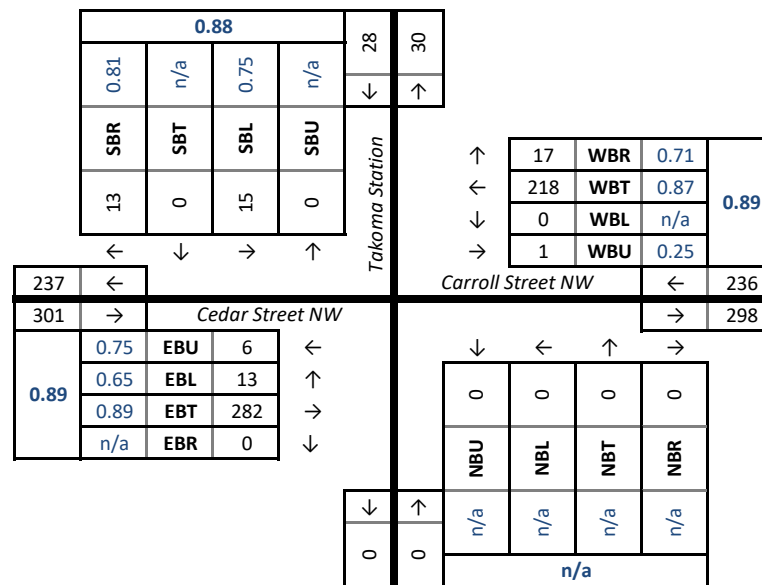 0.88
0.81 n/a 0.75 n/a
SBR SBT SBL SBU
13 0 15 0
← ↓ → ↑
28 30
↓ ↑
Takoma Station
↑ 17 WBR 0.71
← 218 WBT 0.87
↓ 0 WBL n/a
→ 1 WBU 0.25
0.89
237 ←
Carroll Street NW ← 236
301 → Cedar Street NW
→ 298
0.75 EBU 6 ←
0.65 EBL 13 ↑
0.89 EBT 282 →
n/a EBR 0 ↓
0.89
↓ ← ↑ →
0 0 0 0
NBU NBL NBT NBR
n/a n/a n/a n/a
n/a
↓ ↑
0 0